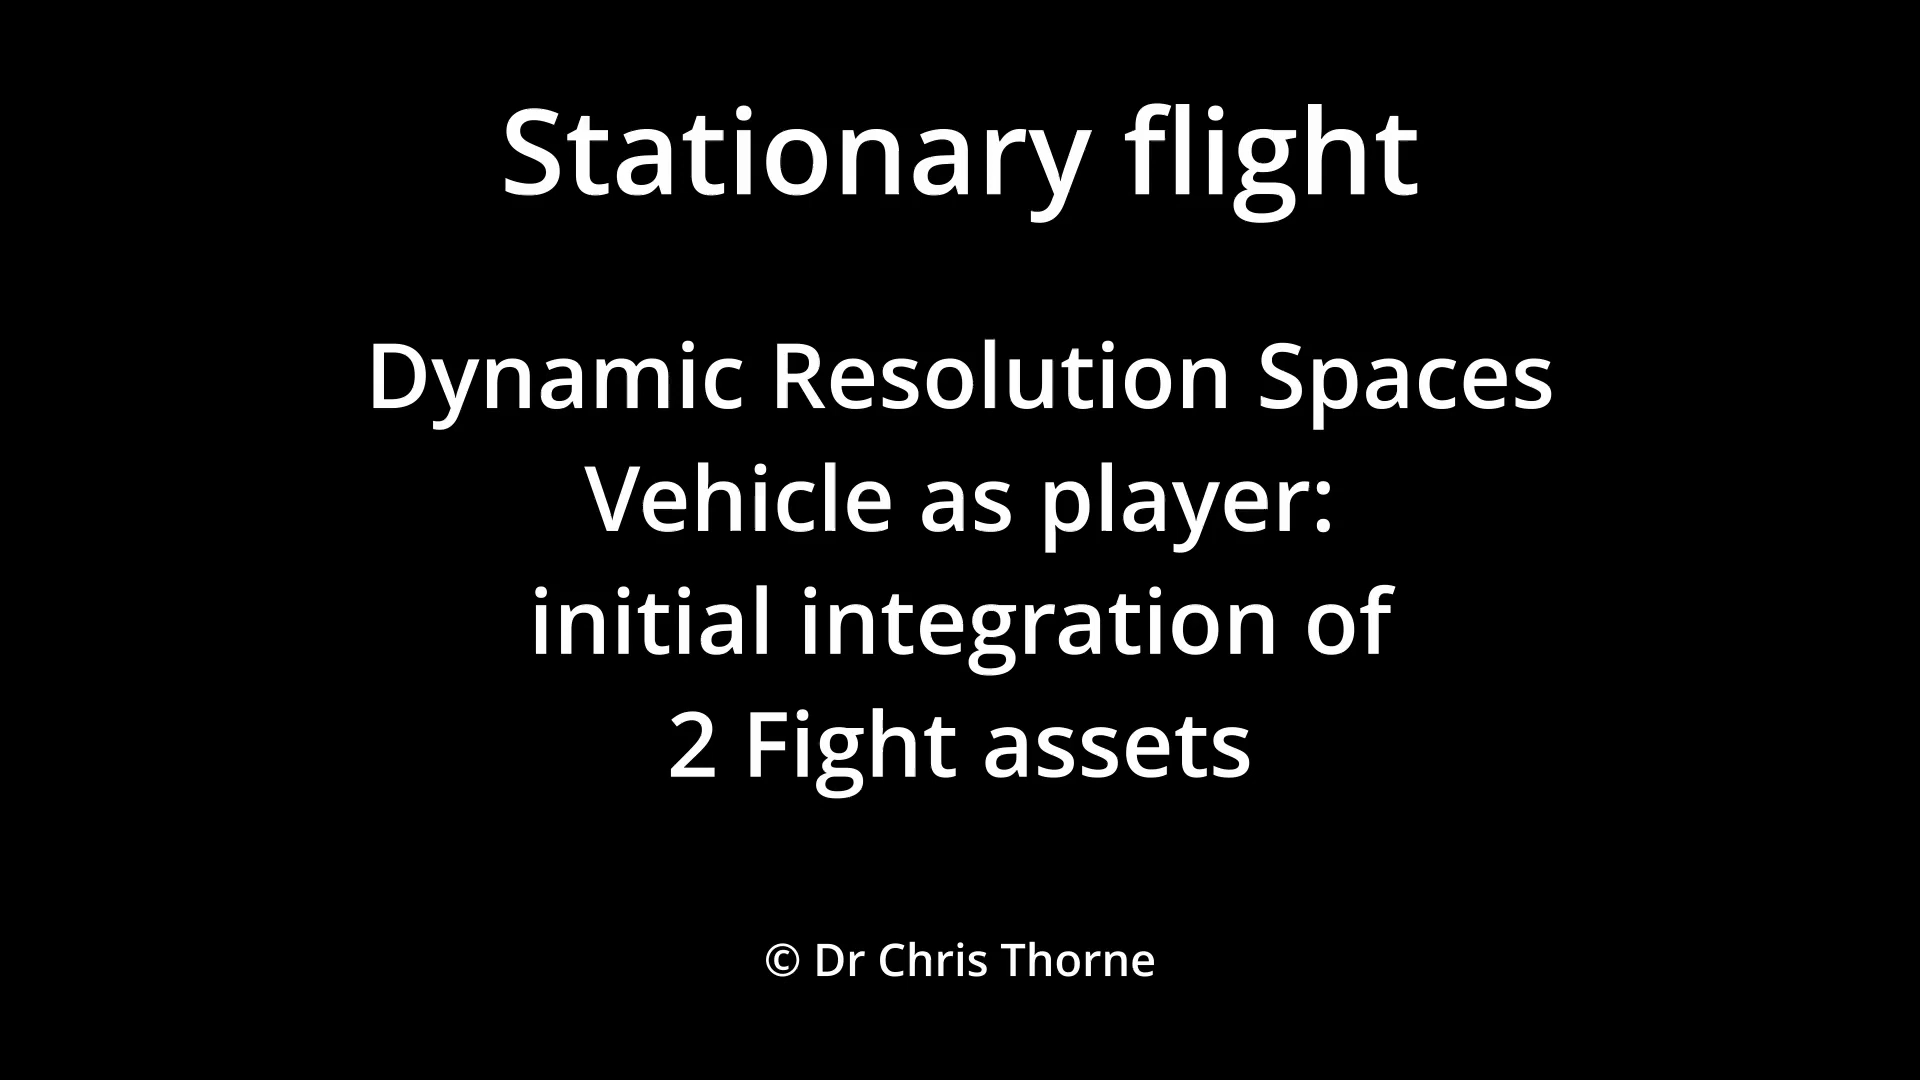 Stationary flight
Dynamic Resolution Spaces
Vehicle as player:
initial integration of
2 Fight assets
© Dr Chris Thorne